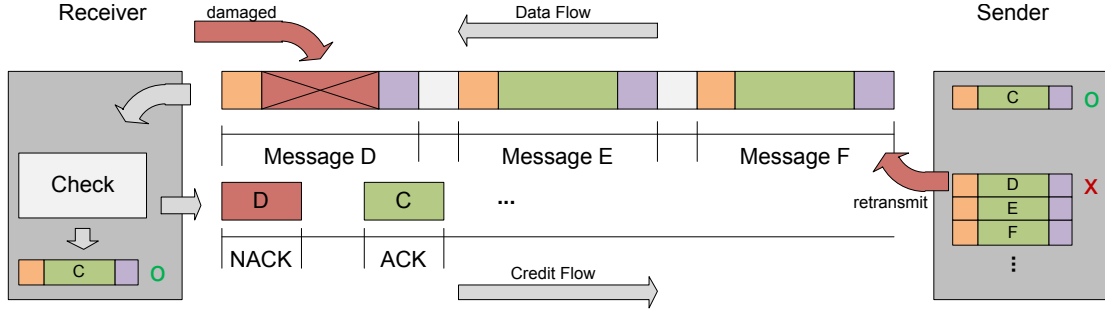 Receiver
damaged
Data Flow
Sender
C
O
Message D
Message E
Message F
Check
D
C
...
retransmit
D
X
E
F
NACK
ACK
C
O
Credit Flow
⋮